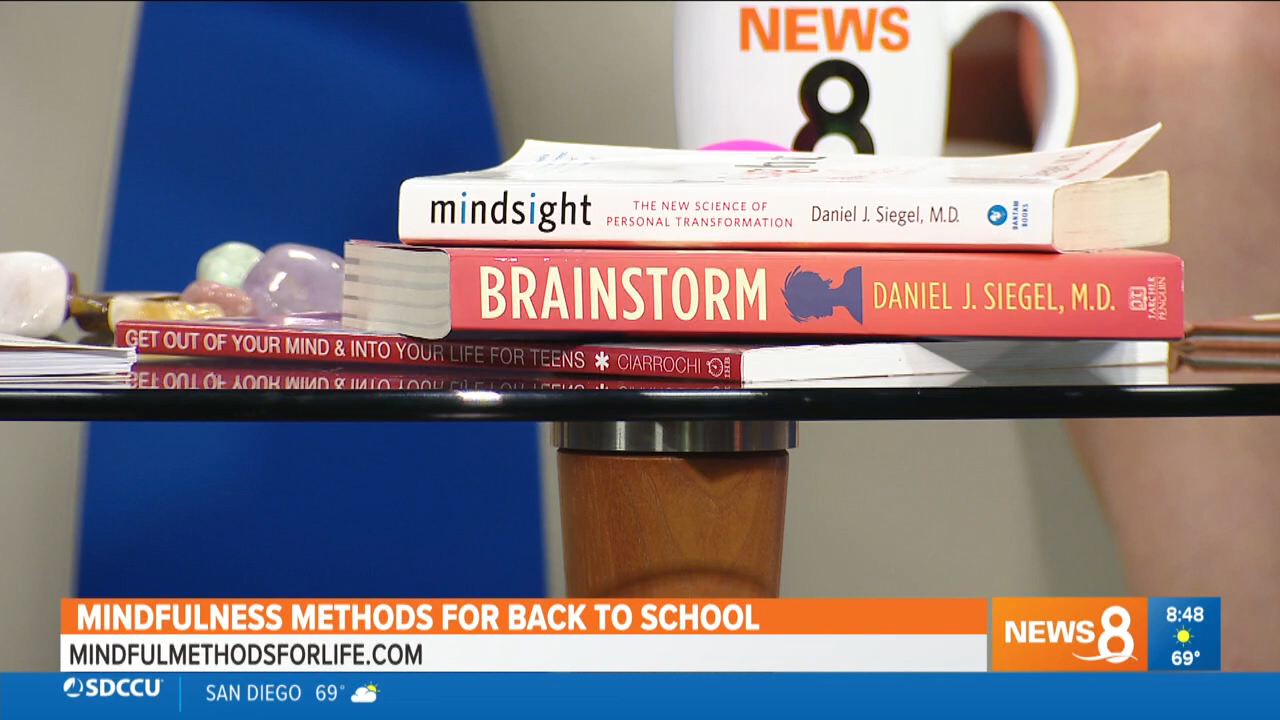 NEWS
8
mindsight
THE NEW SCIENCE OF
PERSONAL TRANSFORMATION
Daniel J. Siegel, M.D.
BANTAM
BOOKS
BRAINSTORM
DANIEL J. SIEGEL, M.D.
TARCHER
PENGUIN
GET OUT OF YOUR MIND & INTO YOUR LIFE FOR TEENS * CIARROCHI
MINDFULNESS METHODS FOR BACK TO SCHOOL
MINDFULMETHODSFORLIFE.COM
NEWS 8
8:48
69°
SDCCU
SAN DIEGO 69°